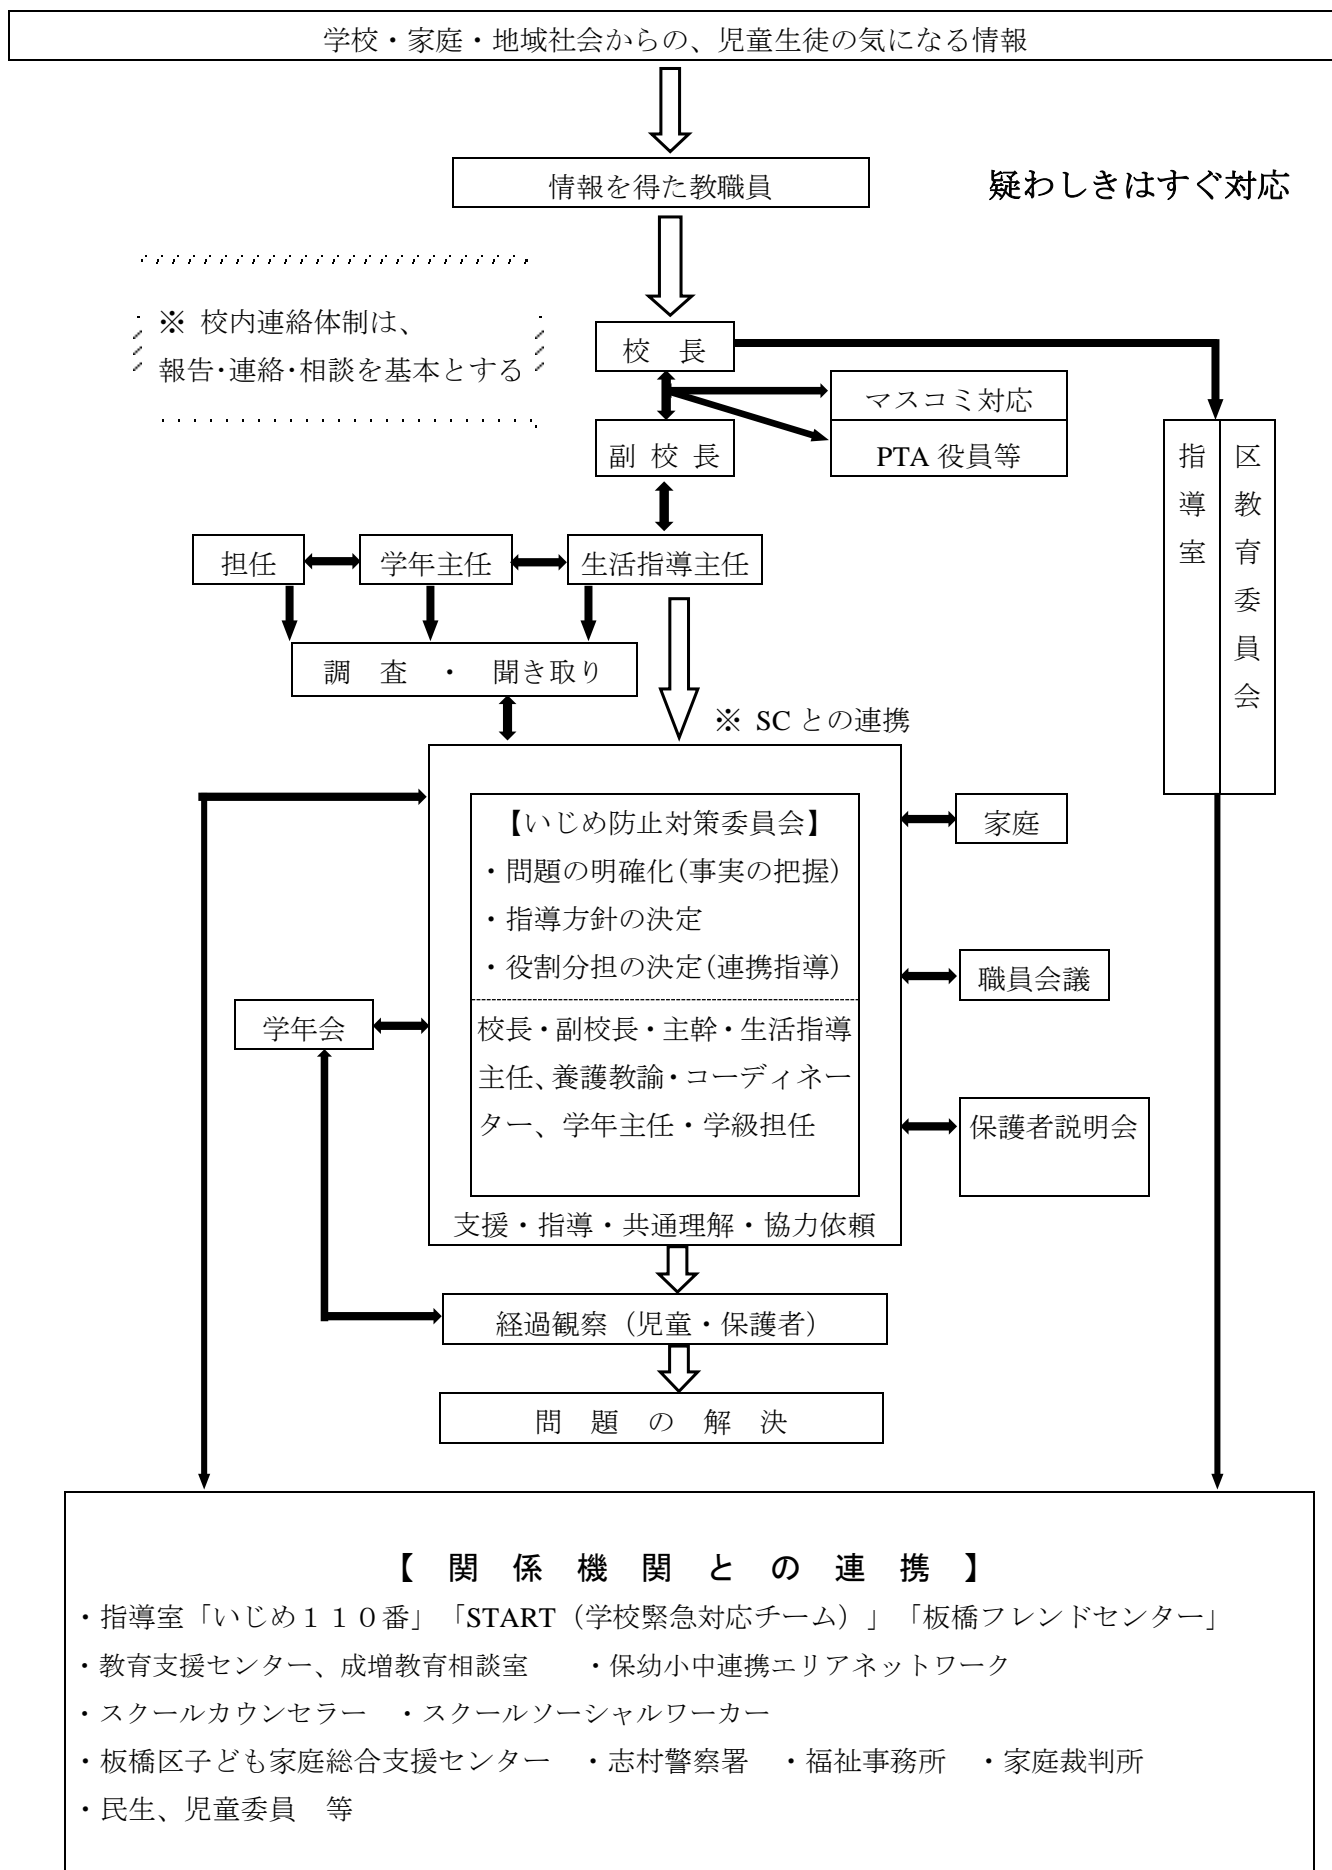 学校・家庭・地域社会からの、児童生徒の気になる情報
情報を得た教職員
疑わしきはすぐ対応
※ 校内連絡体制は、
報告・連絡・相談を基本とする
校　長
マスコミ対応
副 校 長
PTA 役員等
指導室
区教育委員会
担任
学年主任
生活指導主任
調　査　・　聞き取り
※ SC との連携
【いじめ防止対策委員会】
・問題の明確化(事実の把握)
・指導方針の決定
・役割分担の決定(連携指導)
校長・副校長・主幹・生活指導
主任、養護教諭・コーディネー
ター、学年主任・学級担任
支援・指導・共通理解・協力依頼
家庭
職員会議
学年会
保護者説明会
経過観察（児童・保護者）
問　題　の　解　決
【　関　係　機　関　と　の　連　携　】
・指導室「いじめ１１０番」「START（学校緊急対応チーム）」「板橋フレンドセンター」
・教育支援センター、成増教育相談室　　・保幼小中連携エリアネットワーク
・スクールカウンセラー　・スクールソーシャルワーカー
・板橋区子ども家庭総合支援センター　・志村警察署　・福祉事務所　・家庭裁判所
・民生、児童委員　等